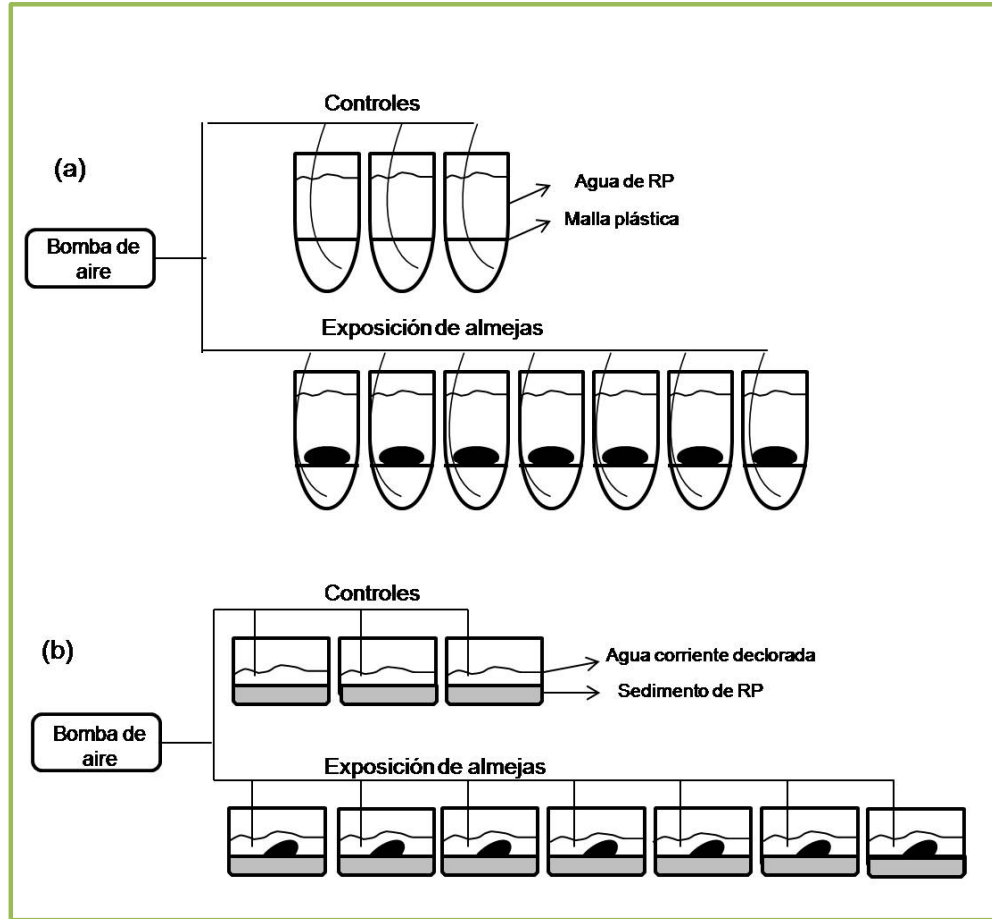 Controles
(a)
Agua de RP
Malla plástica
Bomba de
aire
Exposición de almejas
Controles
(b)
Agua corriente declorada
Sedimento de RP
Bomba de
aire
Exposición de almejas